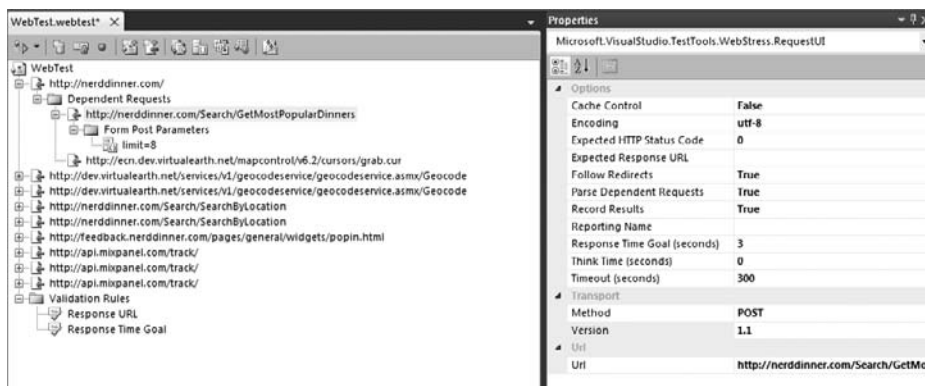 WebTest.webtest*
WebTest
http://nerddinner.com/
Dependent Requests
http://nerddinner.com/Search/GetMostPopularDinners
Form Post Parameters
limit=8
http://ecn.dev.virtualearth.net/mapcontrol/v6.2/cursors/grab.cur
http://dev.virtualearth.net/services/v1/geocodeservice/geocodeservice.asmx/Geocode
http://dev.virtualearth.net/services/v1/geocodeservice/geocodeservice.asmx/Geocode
http://nerddinner.com/Search/SearchByLocation
http://nerddinner.com/Search/SearchByLocation
http://feedback.nerddinner.com/pages/general/widgets/popin.html
http://api.mixpanel.com/track/
http://api.mixpanel.com/track/
http://api.mixpanel.com/track/
Validation Rules
Response URL
Response Time Goal
Properties
Microsoft.VisualStudio.TestTools.WebStress.RequestUI
Options
Cache Control False
Encoding utf-8
Expected HTTP Status Code 0
Expected Response URL
Follow Redirects True
Parse Dependent Requests True
Record Results True
Reporting Name
Response Time Goal (seconds) 3
Think Time (seconds) 0
Timeout (seconds) 300
Transport
Method POST
Version 1.1
Url
Url http://nerddinner.com/Search/GetMo